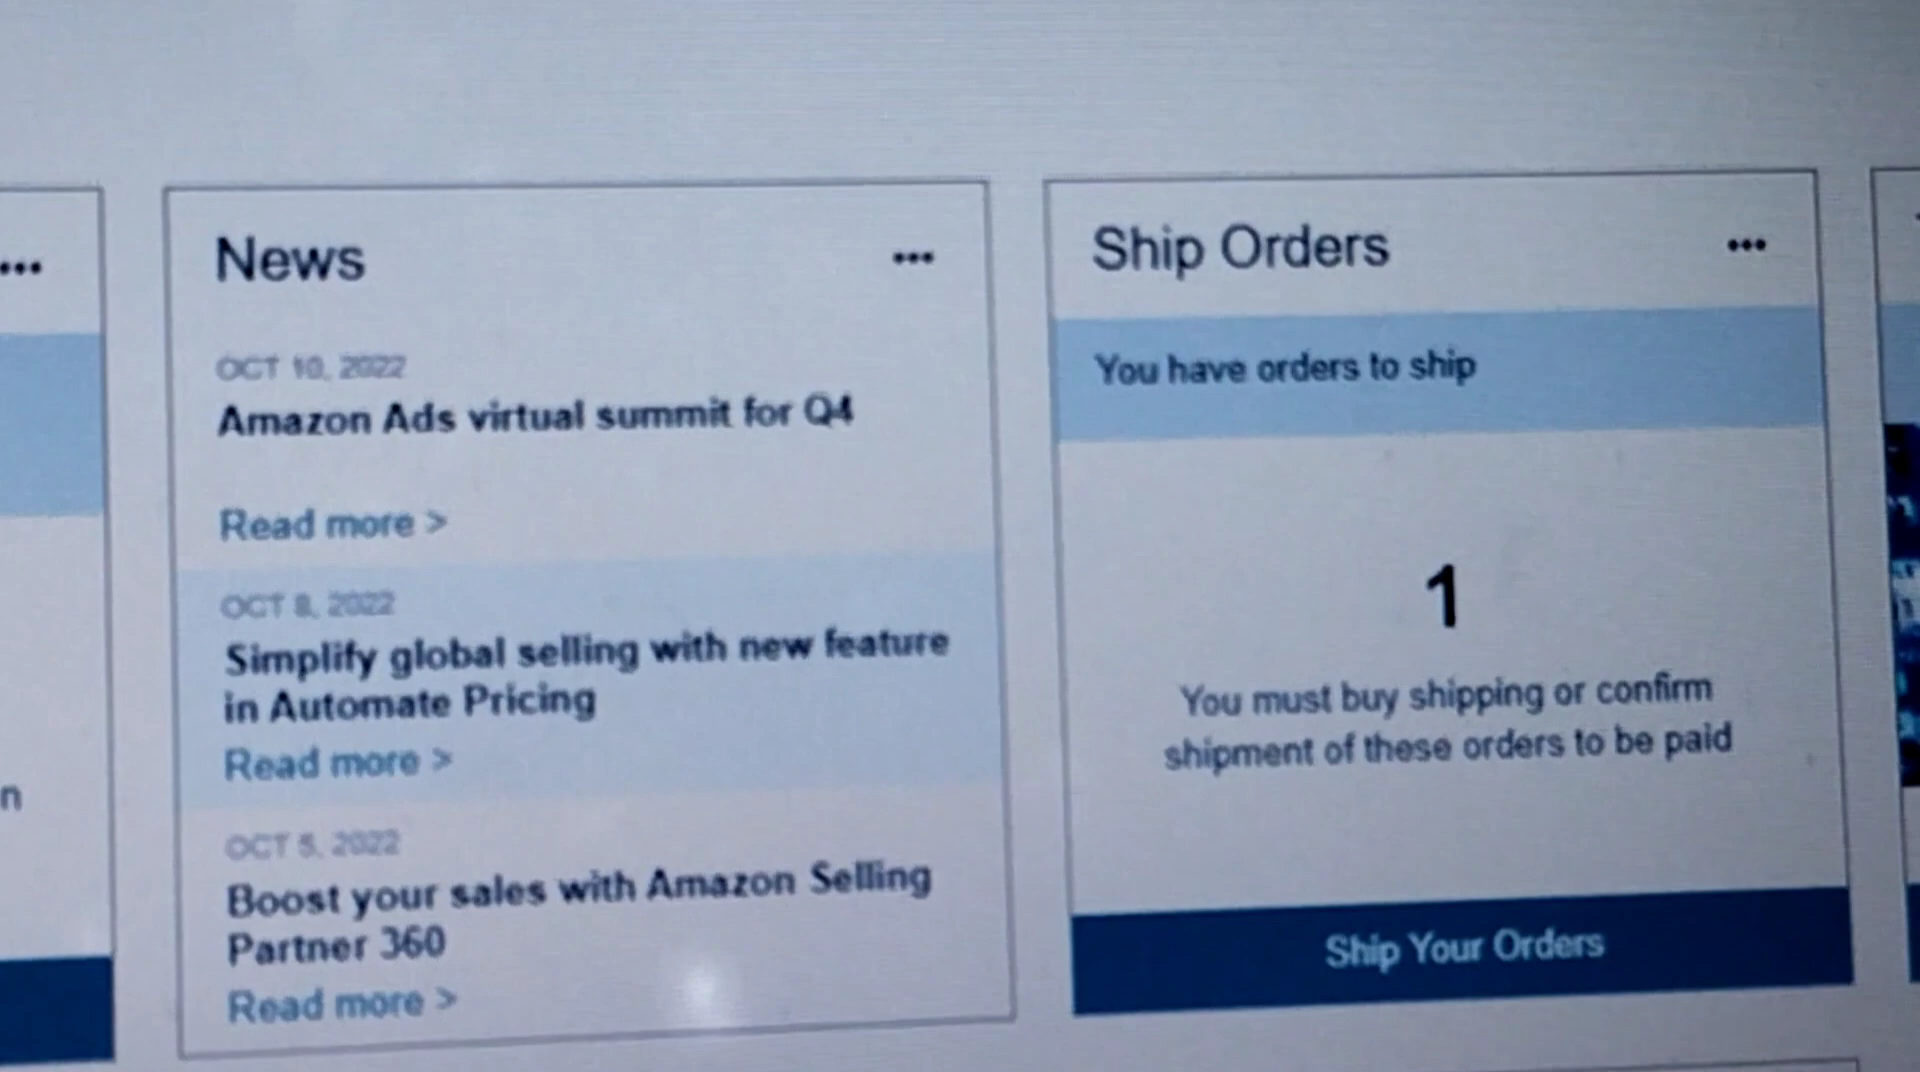 News
OCT 10, 2022
Amazon Ads virtual summit for Q4
Read more >
OCT 8, 2022
Simplify global selling with new feature
in Automate Pricing
Read more >
OCT 5, 2022
Boost your sales with Amazon Selling
Partner 360
Read more >
Ship Orders
You have orders to ship
1
You must buy shipping or confirm
shipment of these orders to be paid
Ship Your Orders
n